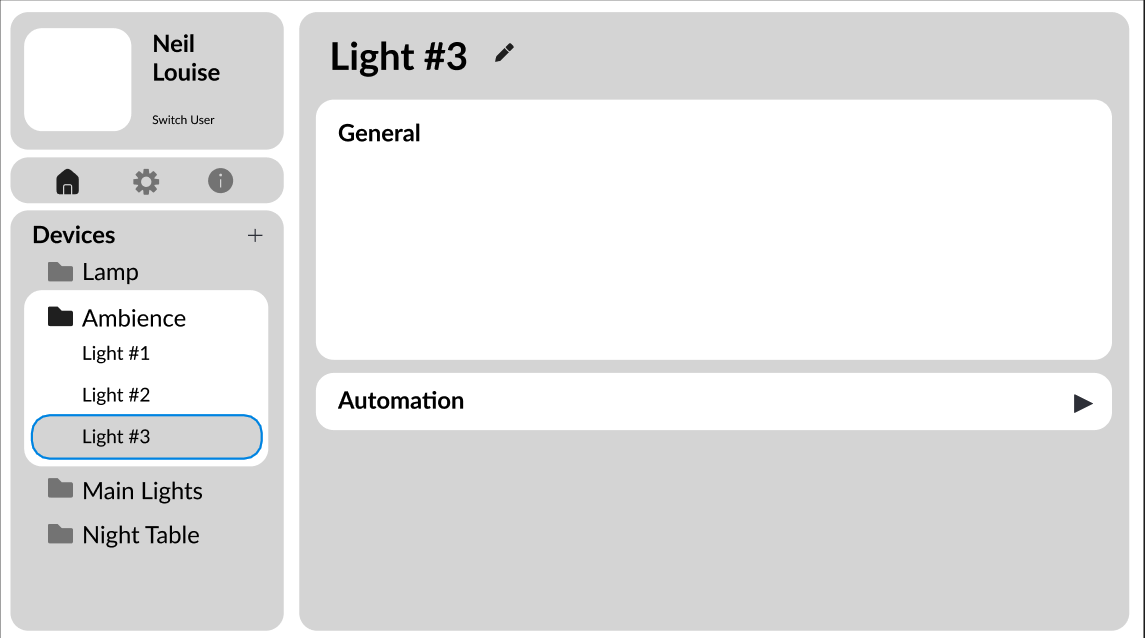 Neil
Louise
Switch User
Devices
Lamp
Ambience
Light #1
Light #2
Light #3
Main Lights
Night Table
Light #3
General
Automation